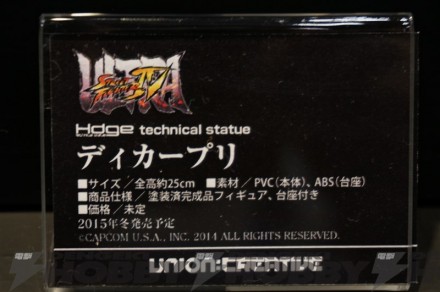 ULTRA
STREET FIGHTER IV
Hdge technical statue
ディカープリ
■サイズ／全高約25cm ■素材／PVC（本体）、ABS（台座）
■商品仕様／塗装済完成品フィギュア、台座付き
■価格／未定
2015年冬発売予定
©CAPCOM U.S.A., INC. 2014 ALL RIGHTS RESERVED.
UNION:CREATIVE